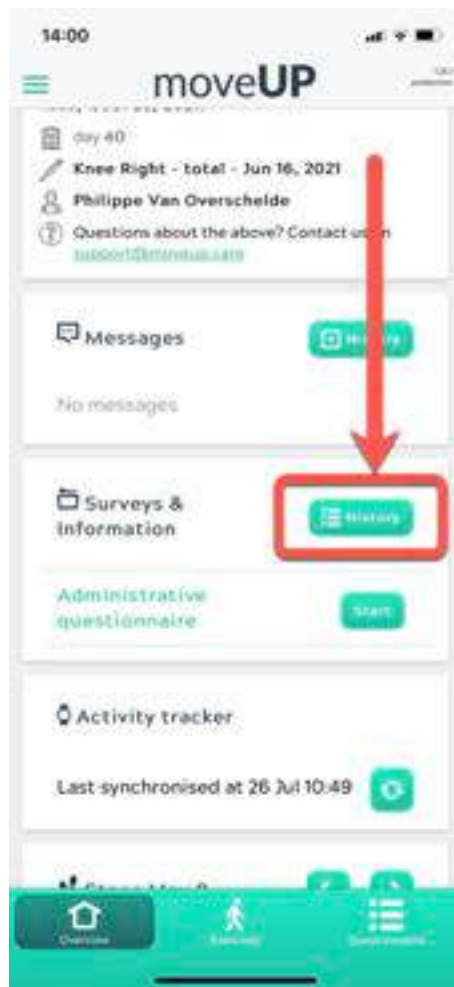 14:00
moveUP
day 40
Knee Right - total - Jun 16, 2021
Philippe Van Overschelde
Questions about the above? Contact us
support@moveup.care
Messages
History
No messages
Surveys &
Information
History
Administrative
questionnaire
Start
Activity tracker
Last synchronised at 26 Jul 10:49
Overview